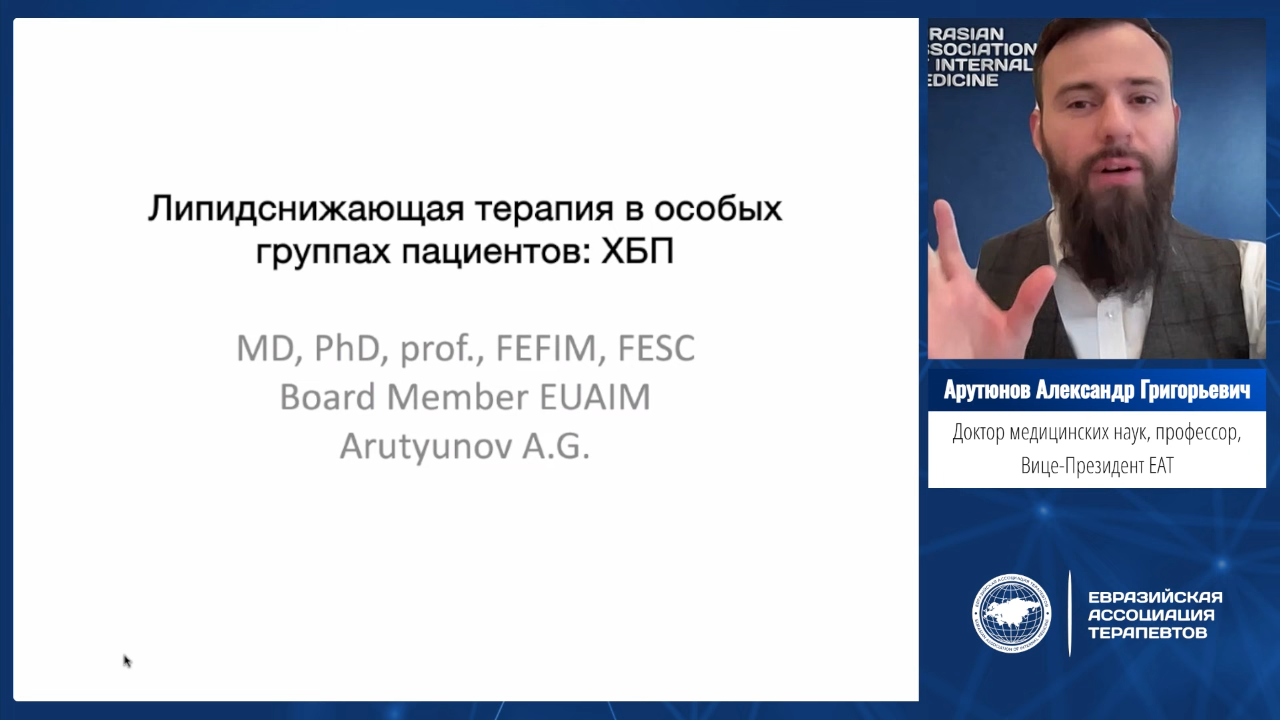 Липидснижающая терапия в особых
группах пациентов: ХБП
MD, PhD, prof., FEFIM, FESC
Board Member EUAIM
Arutyunov A.G.
RASIAN
SSOCIATION
INTERNAL
EDICINE
Арутюнов Александр Григорьевич
Доктор медицинских наук, профессор,
Вице-Президент ЕАТ
ЕВРАЗИЙСКАЯ
АССОЦИАЦИЯ
ТЕРАПЕВТОВ